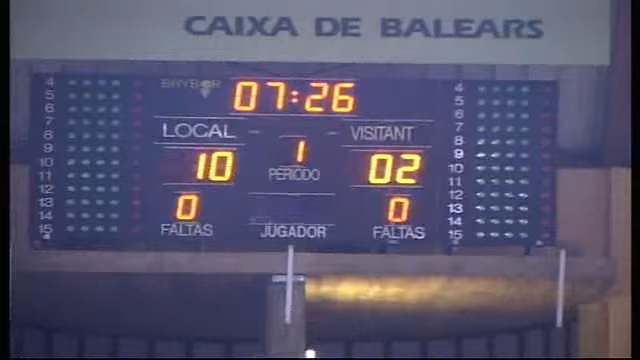 CAIXA DE BALEARS
07:26
LOCAL VISITANT
10 1 02
PERIODO
0 0
FALTAS JUGADOR FALTAS
4 4
5 5
6 6
7 7
8 8
9 9
10 10
11 11
12 12
13 13
14 14
15 15